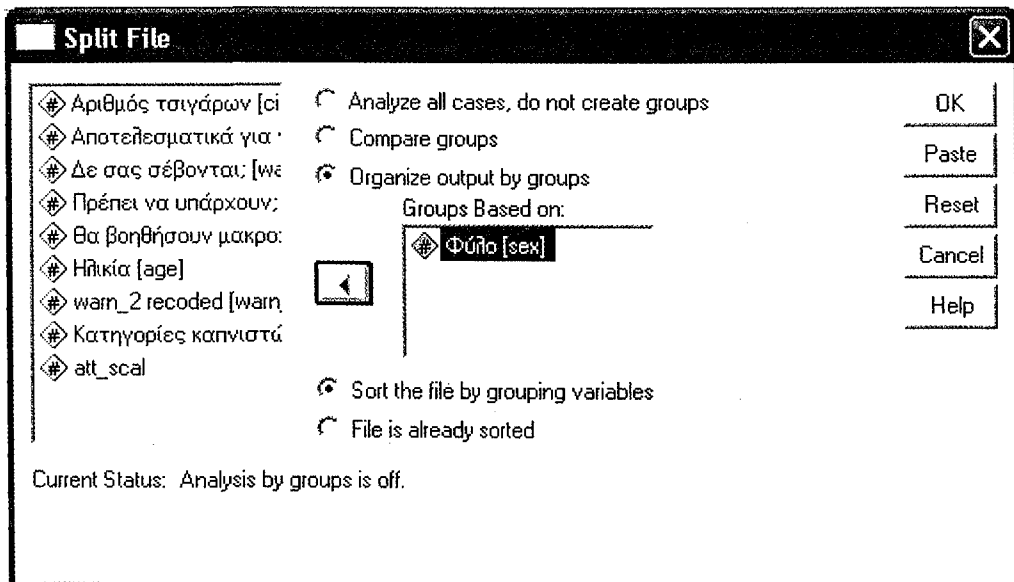 Split File
Αριθμός τσιγάρων [ci
Αποτελεσματικά για
Δε σας σέβονται; [wa
Πρέπει να υπάρχουν;
Θα βοηθήσουν μακρο
Ηλικία [age]
warn_2 recoded [warn_
Κατηγορίες καπνιστώ
att_scal
Analyze all cases, do not create groups
Compare groups
Organize output by groups
Groups Based on:
Φύλο [sex]
Sort the file by grouping variables
File is already sorted
OK
Paste
Reset
Cancel
Help
Current Status: Analysis by groups is off.